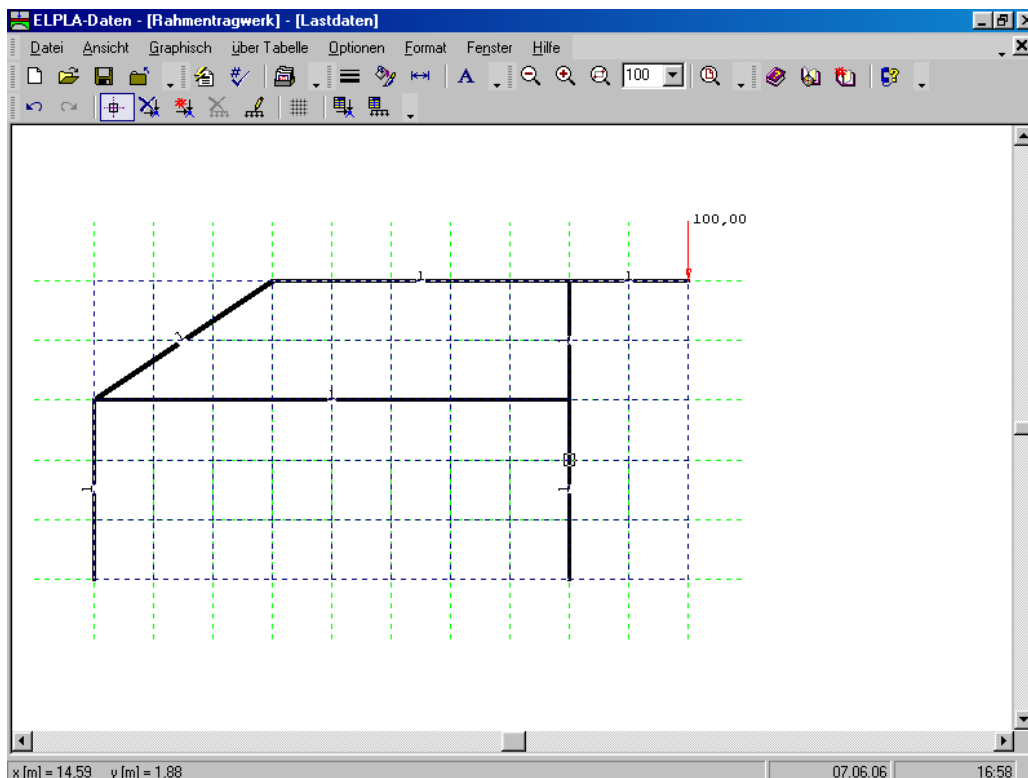 ELPLA-Daten - [Rahmentragwerk] - [Lastdaten]
Datei Ansicht Graphisch über Tabelle Optionen Format Fenster Hilfe
A 100
100,00
1 1
1 1
1
1 1
x [m] = 14,59 y [m] = 1,88 07.06.06 16:58